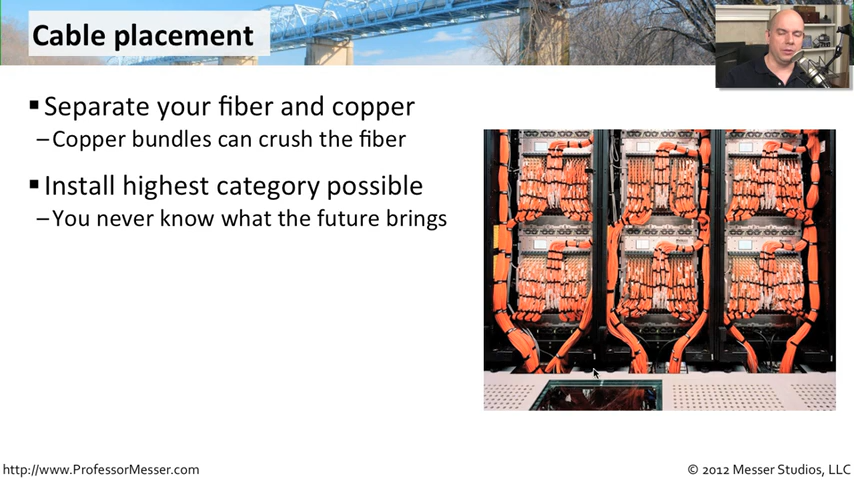 Cable placement
▪ Separate your fiber and copper
–Copper bundles can crush the fiber
▪ Install highest category possible
–You never know what the future brings
http://www.ProfessorMesser.com
© 2012 Messer Studios, LLC